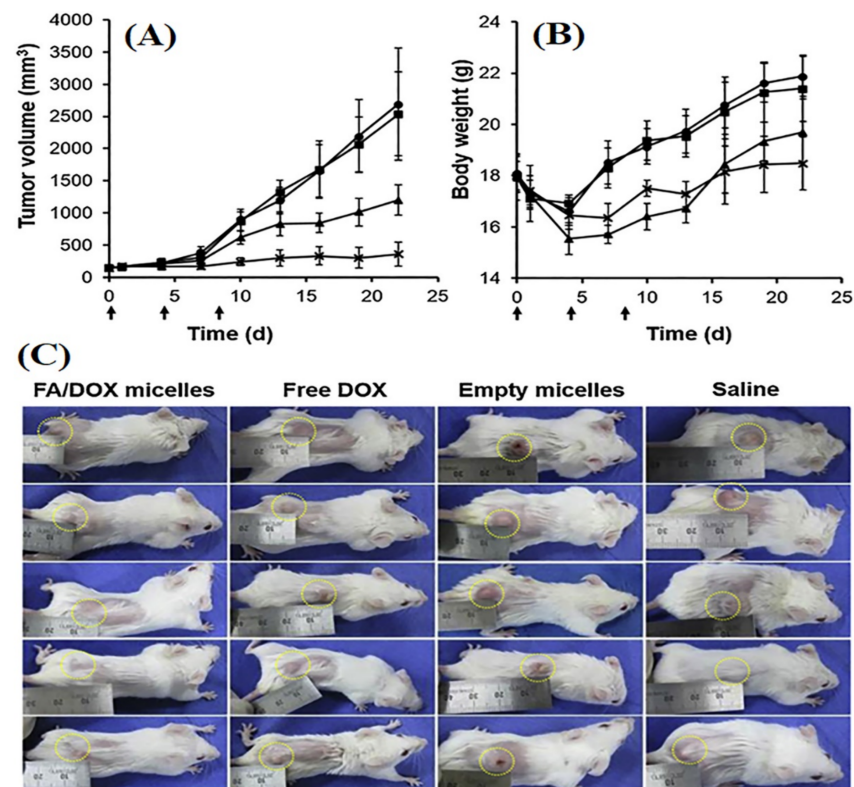 (A)
Tumor volume (mm³)
4000
3500
3000
2500
2000
1500
1000
500
0
0 5 10 15 20 25
Time (d)
(B)
Body weight (g)
22
20
18
16
14
0 5 10 15 20 25
Time (d)
(C)
FA/DOX micelles Free DOX Empty micelles Saline